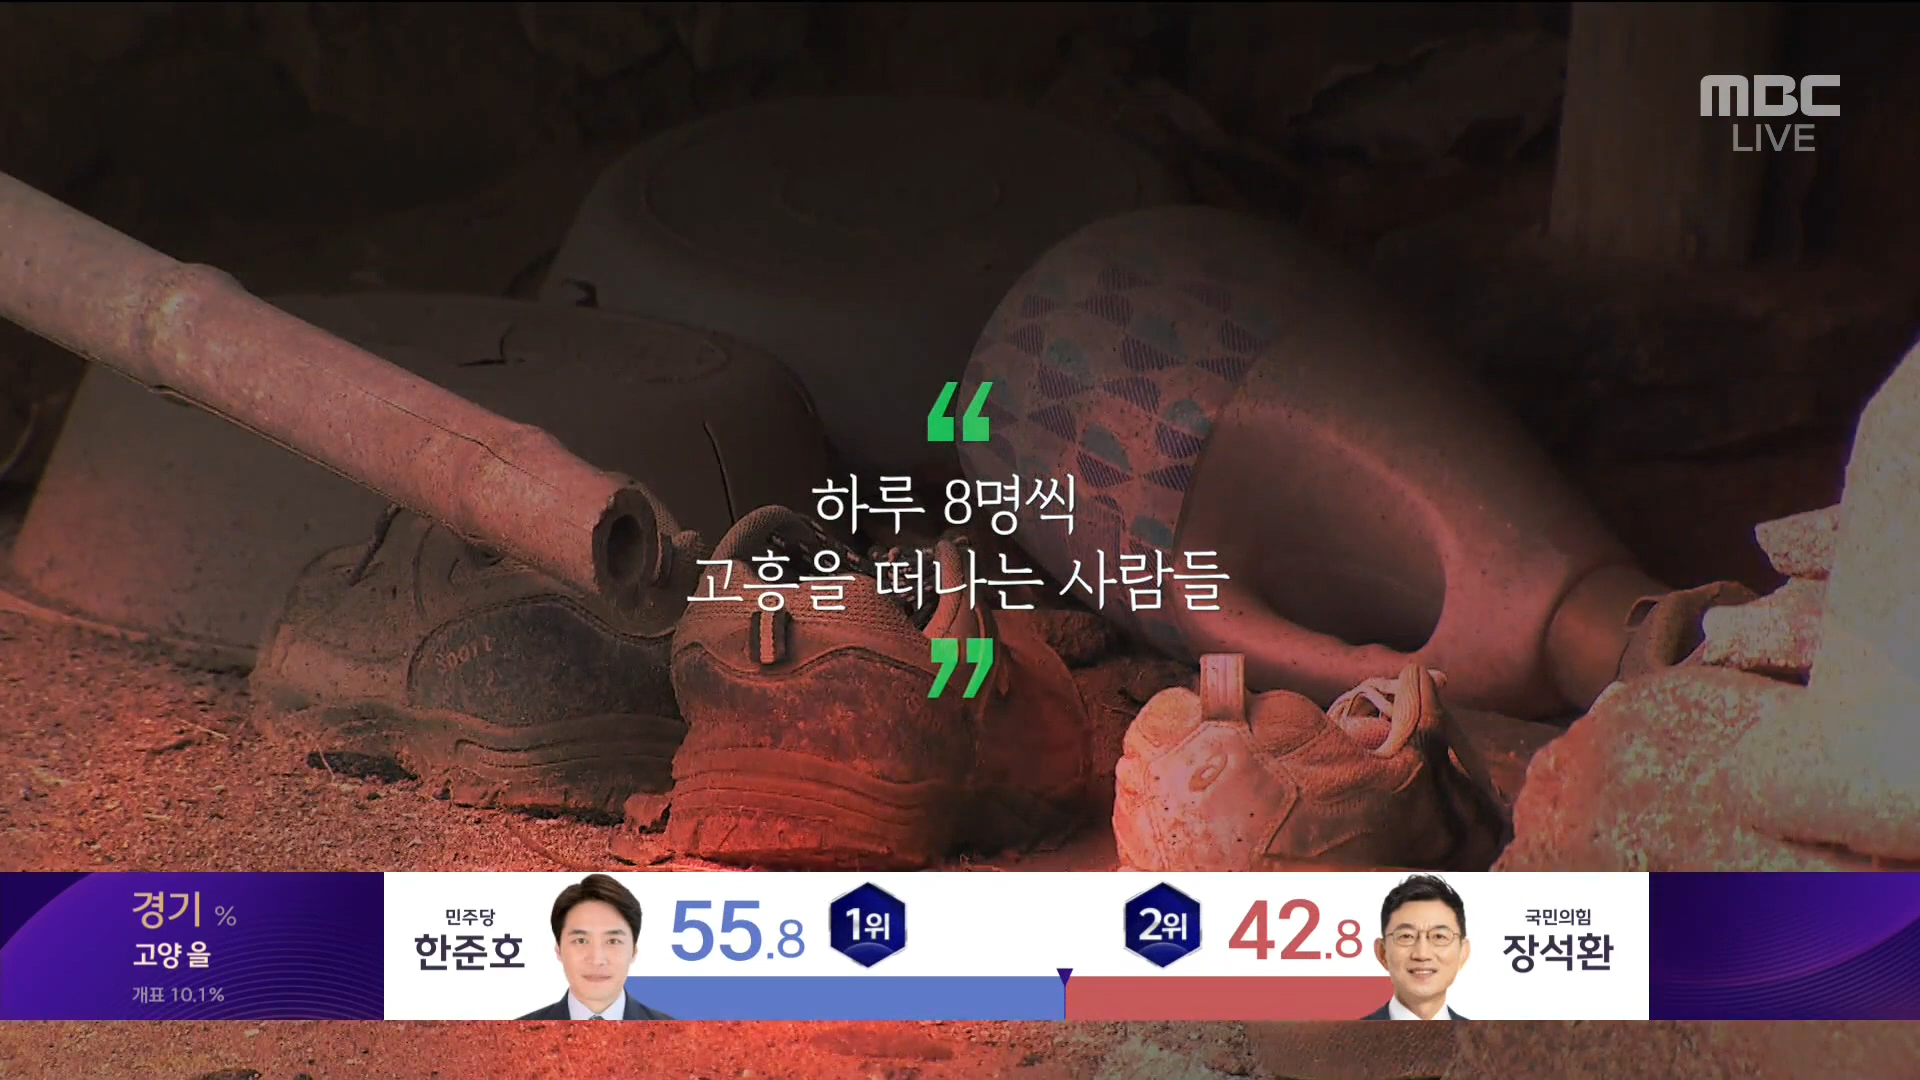 MBC
LIVE
“
하루 8명씩
고흥을 떠나는 사람들
”
Sport
경기 %
고양 을
개표 10.1%
민주당
한준호
55.8
1위
2위
42.8
국민의힘
장석환